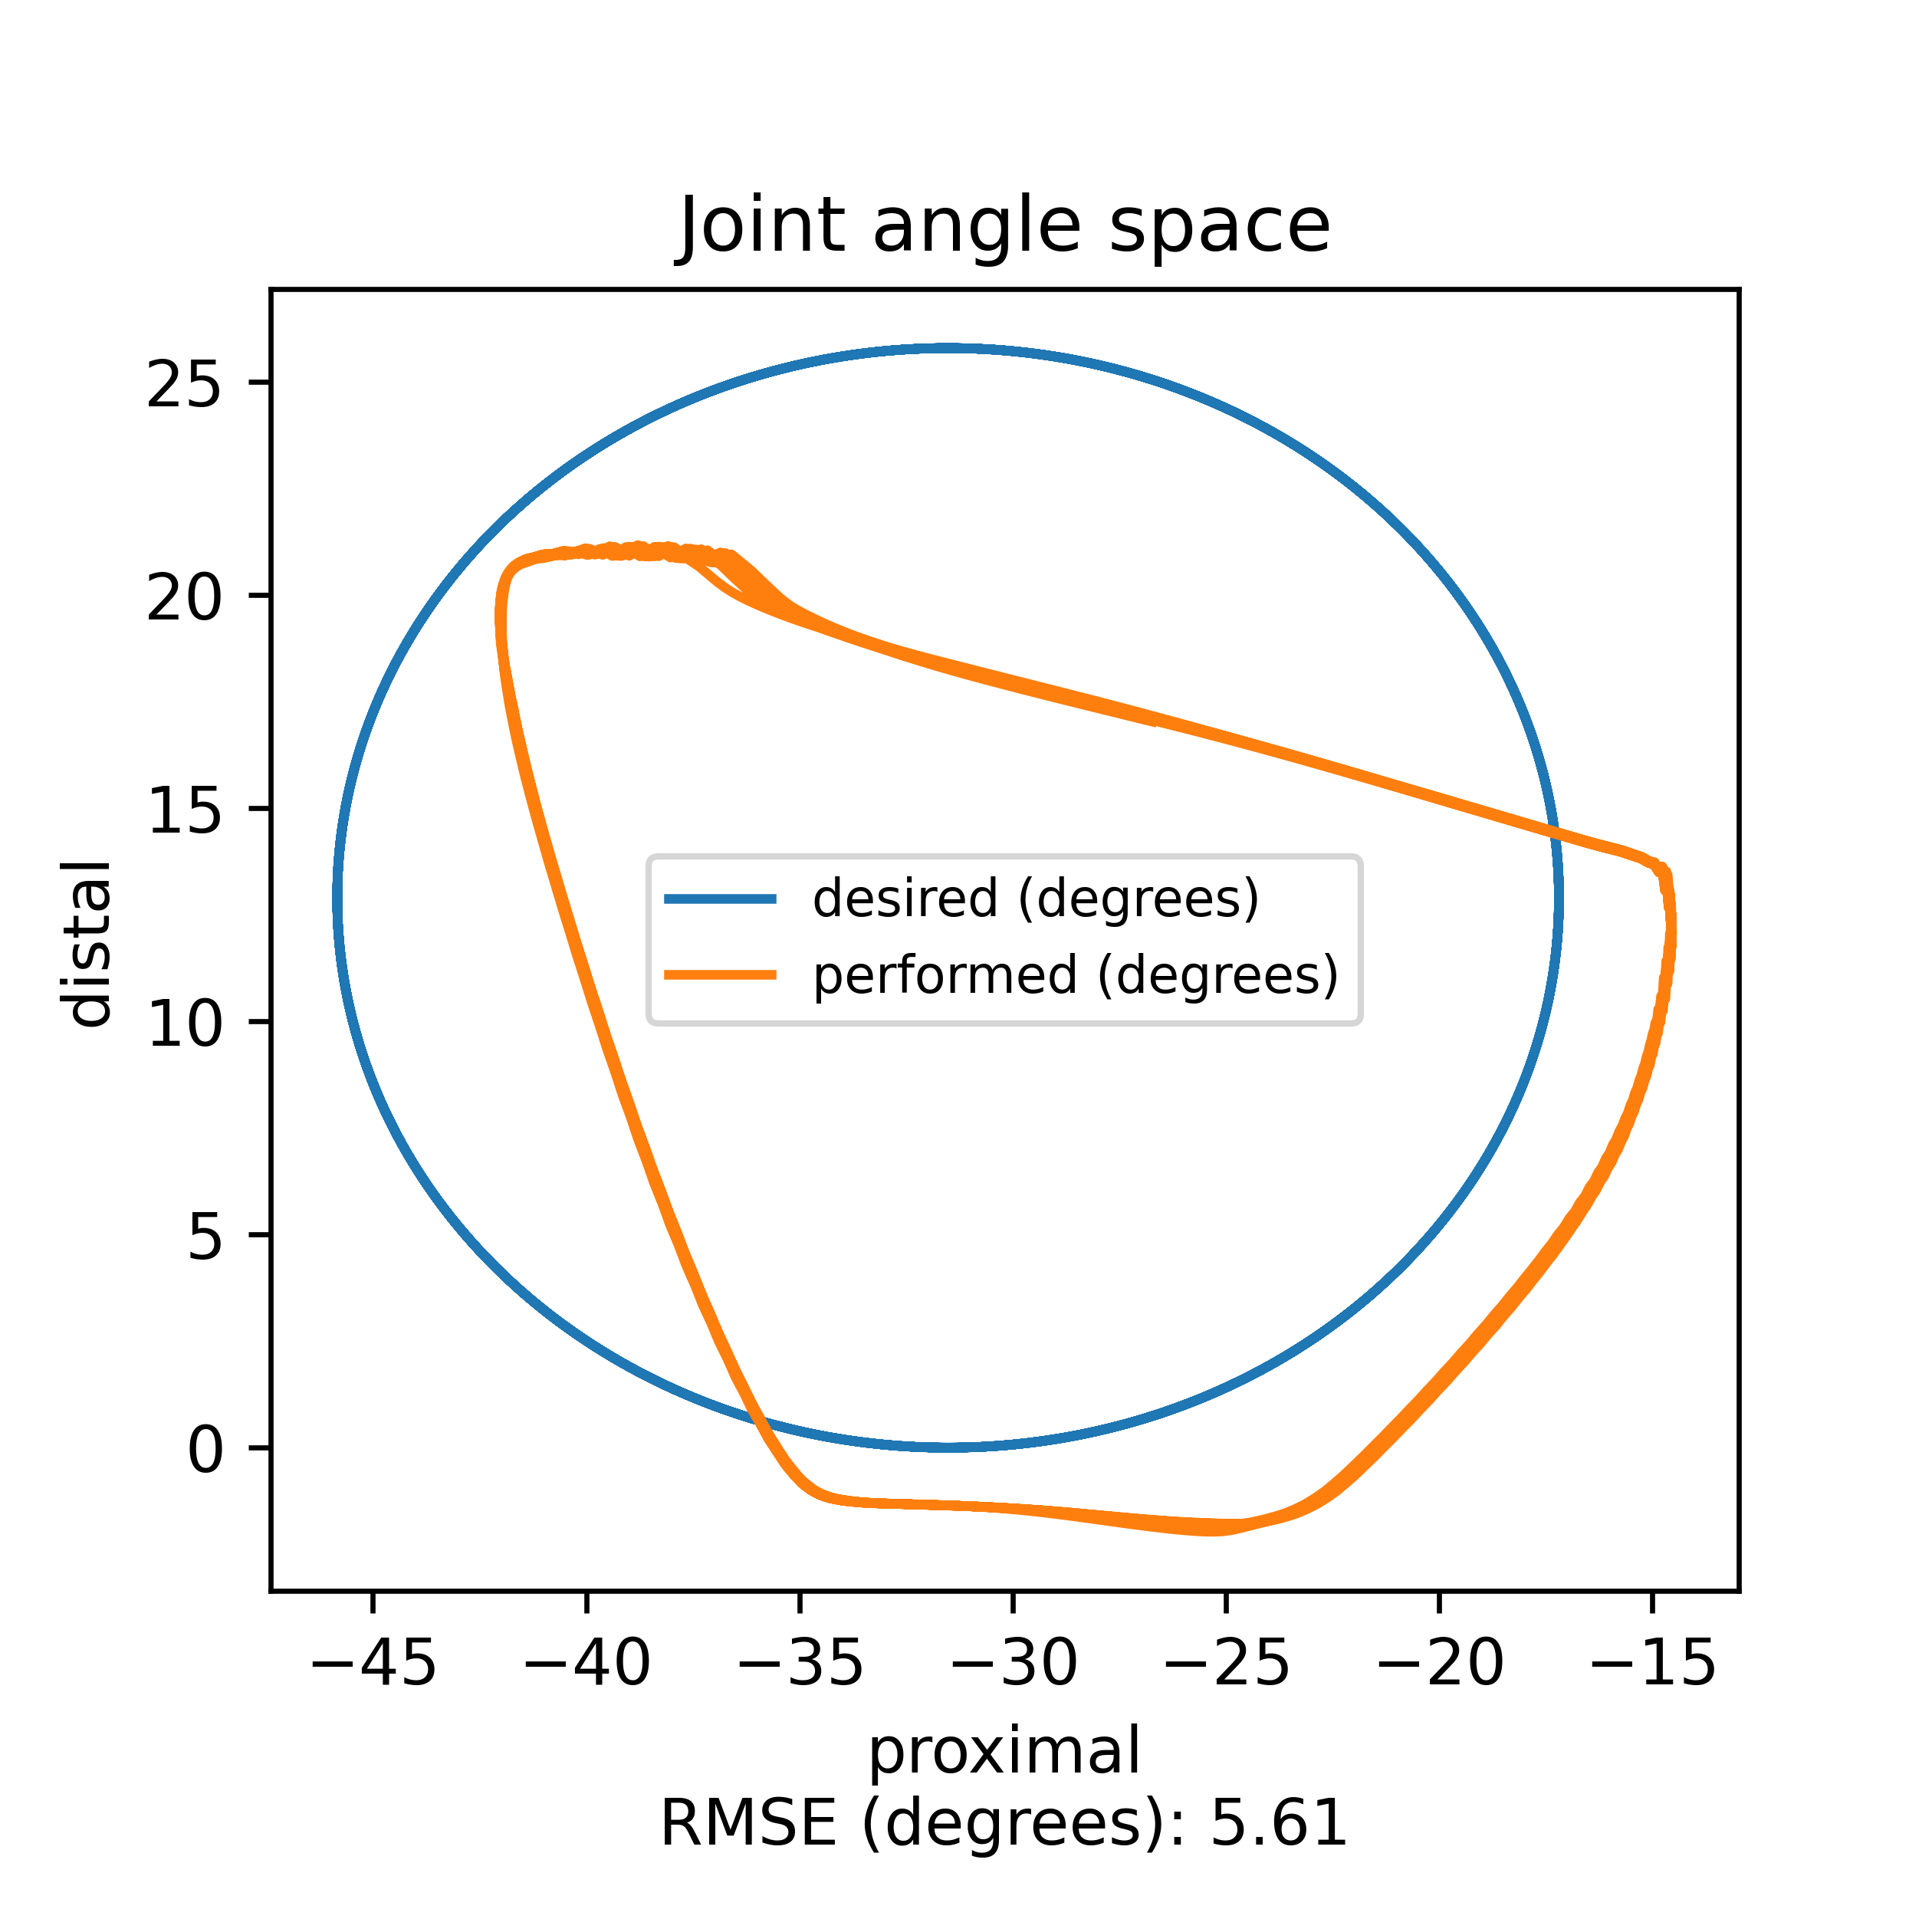 Joint angle space
distal
25
20
15
10
5
0
desired (degrees)
performed (degrees)
−45 −40 −35 −30 −25 −20 −15
proximal
RMSE (degrees): 5.61